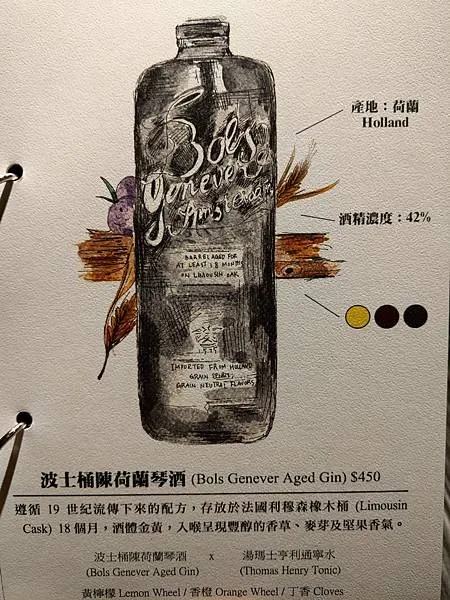 Bols
Genever
Amsterdam
BARREL AGED FOR
AT LEAST 18 MONTHS
ON LIMOUSIN OAK
1575
IMPORTED FROM HOLLAND
GRAIN SPIRITS,
GRAIN NEUTRAL FLAVORS
產地：荷蘭
Holland
酒精濃度：42%
波士桶陳荷蘭琴酒 (Bols Genever Aged Gin) $450
遵循 19 世紀流傳下來的配方，存放於法國利穆森橡木桶 (Limousin
Cask) 18 個月，酒體金黃，入喉呈現豐醇的香草、麥芽及堅果香氣。
波士桶陳荷蘭琴酒 x 湯瑪士亨利通寧水
(Bols Genever Aged Gin) (Thomas Henry Tonic)
黃檸檬 Lemon Wheel / 香橙 Orange Wheel / 丁香 Cloves